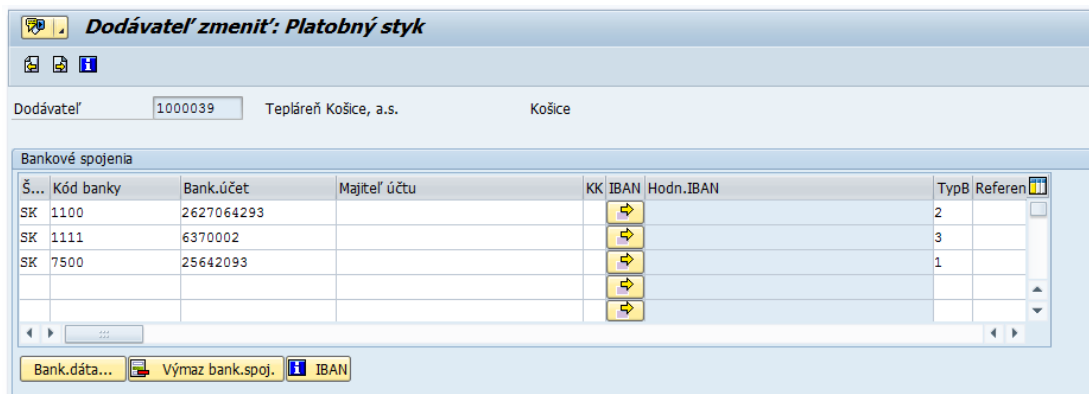 Dodávateľ zmeniť: Platobný styk
Dodávateľ 1000039 Tepláreň Košice, a.s. Košice
Bankové spojenia
Š... Kód banky Bank.účet Majiteľ účtu KK IBAN Hodn.IBAN TypB Referen
SK 1100 2627064293 2
SK 1111 6370002 3
SK 7500 25642093 1
Bank.dáta... Výmaz bank.spoj. IBAN